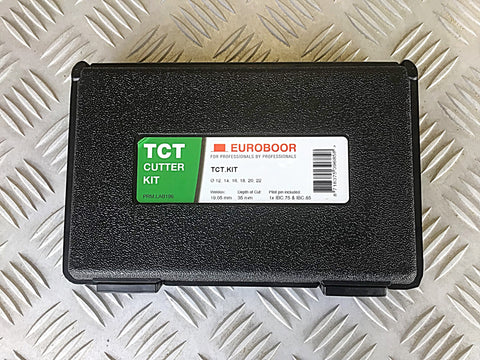 TCT
CUTTER
KIT
PRM.LAB196
EUROBOOR
FOR PROFESSIONALS BY PROFESSIONALS
TCT.KIT
Ø 12, 14, 16, 18, 20, 22
Weldon: Depth of Cut Pilot pin included
19.05 mm 35 mm 1x IBC 75 & IBC 85